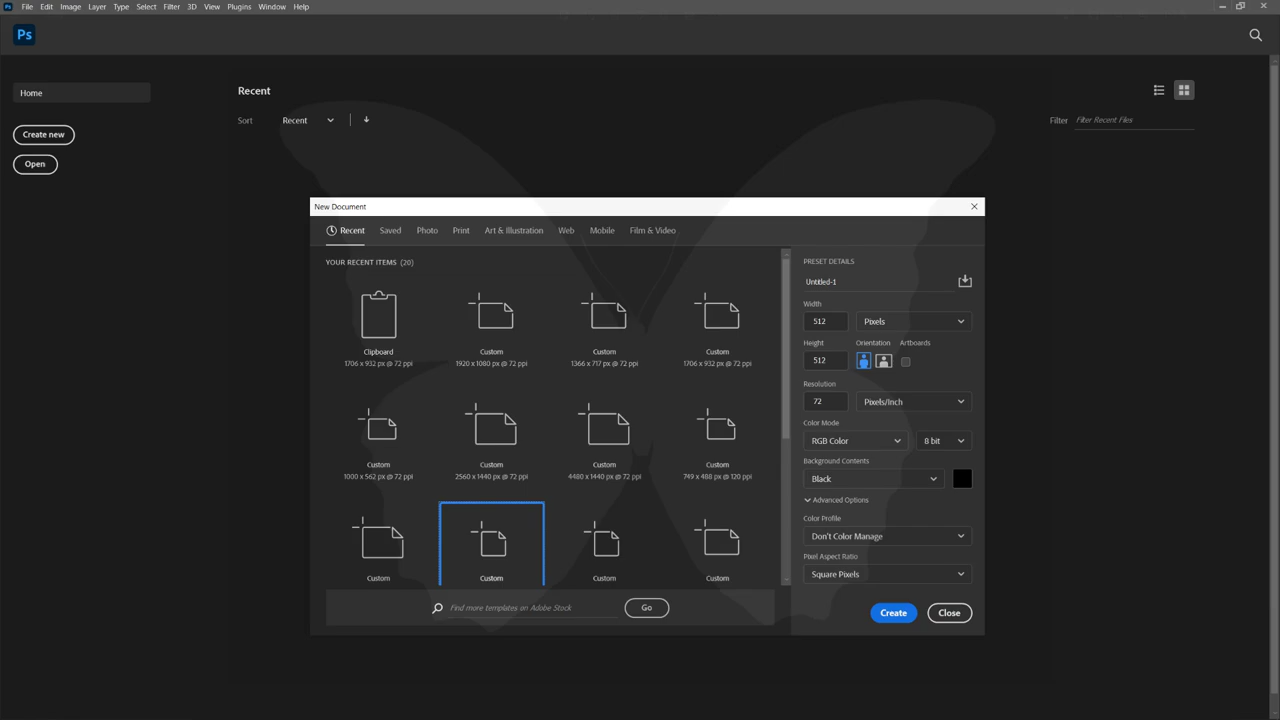 Ps File Edit Image Layer Type Select Filter 3D View Plugins Window Help
Ps
Home
Create new
Open
Recent
Sort Recent
Filter Filter Recent Files
New Document
Recent Saved Photo Print Art & Illustration Web Mobile Film & Video
YOUR RECENT ITEMS (20)
Clipboard
1706 x 932 px @ 72 ppi
Custom
1920 x 1080 px @ 72 ppi
Custom
1366 x 717 px @ 72 ppi
Custom
1706 x 932 px @ 72 ppi
Custom
1000 x 562 px @ 72 ppi
Custom
2560 x 1440 px @ 72 ppi
Custom
4480 x 1440 px @ 72 ppi
Custom
749 x 488 px @ 120 ppi
Custom
Custom
Custom
Custom
Find more templates on Adobe Stock Go
PRESET DETAILS
Untitled-1
Width
512 Pixels
Height Orientation Artboards
512
Resolution
72 Pixels/Inch
Color Mode
RGB Color 8 bit
Background Contents
Black
Advanced Options
Color Profile
Don't Color Manage
Pixel Aspect Ratio
Square Pixels
Create Close